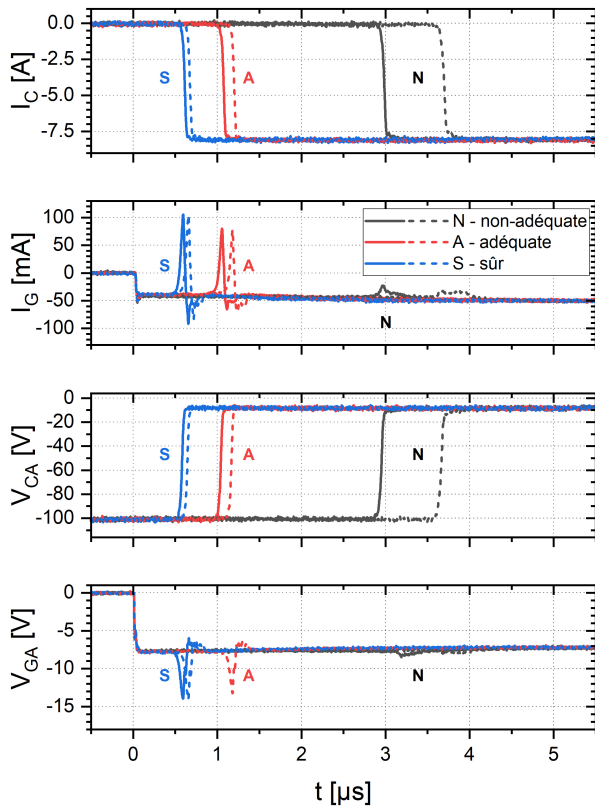 0.0
-2.5
-5.0
-7.5
I_C [A]
S
A
N
100
50
0
-50
-100
I_G [mA]
S
A
N
N - non-adéquate
A - adéquate
S - sûr
0
-20
-40
-60
-80
-100
V_CA [V]
S
A
N
0
-5
-10
-15
V_GA [V]
S
A
N
0
1
2
3
4
5
t [µs]